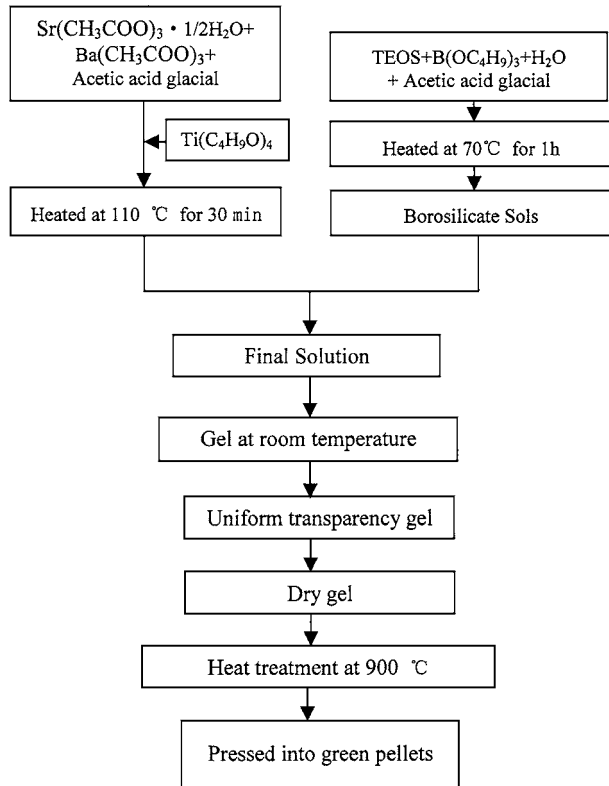 Sr(CH₃COO)₃・1/2H₂O+
Ba(CH₃COO)₃+
Acetic acid glacial
Ti(C₄H₉O)₄
Heated at 110 ℃ for 30 min
TEOS+B(OC₄H₉)₃+H₂O
+ Acetic acid glacial
Heated at 70℃ for 1h
Borosilicate Sols
Final Solution
Gel at room temperature
Uniform transparency gel
Dry gel
Heat treatment at 900 ℃
Pressed into green pellets